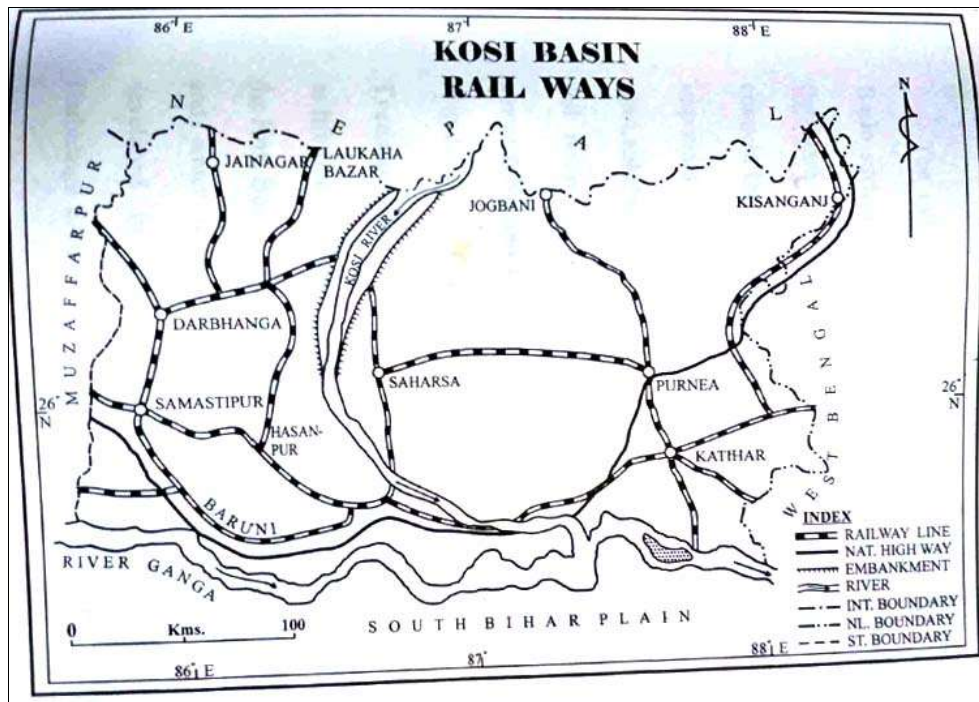 86° E
87°
88° E
KOSI BASIN
RAIL WAYS
N E P A L
N
JAINAGAR
LAUKAHA
BAZAR
JOGBANI
KISANGANJ
KOSI RIVER
MUZAFFARPUR
DARBHANGA
SAHARSA
PURNEA
26°
N
26°
N
SAMASTIPUR
HASAN-
PUR
KATIHAR
WEST BENGAL
BARUNI
RIVER GANGA
INDEX
RAILWAY LINE
NAT. HIGH WAY
EMBANKMENT
RIVER
INT. BOUNDARY
NL. BOUNDARY
ST. BOUNDARY
0 Kms. 100
SOUTH BIHAR PLAIN
86° E
87°
88° E